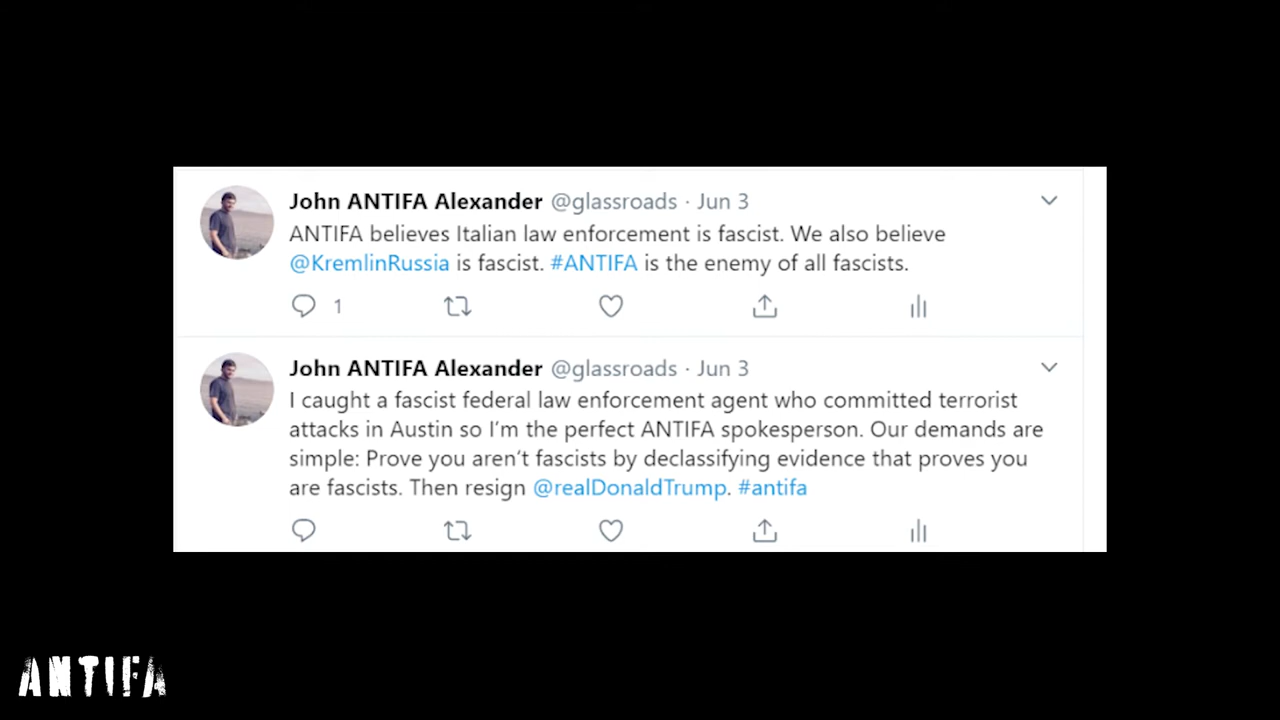 John ANTIFA Alexander @glassroads · Jun 3
ANTIFA believes Italian law enforcement is fascist. We also believe
@KremlinRussia is fascist. #ANTIFA is the enemy of all fascists.
1
John ANTIFA Alexander @glassroads · Jun 3
I caught a fascist federal law enforcement agent who committed terrorist
attacks in Austin so I’m the perfect ANTIFA spokesperson. Our demands are
simple: Prove you aren’t fascists by declassifying evidence that proves you
are fascists. Then resign @realDonaldTrump. #antifa
ANTIFA